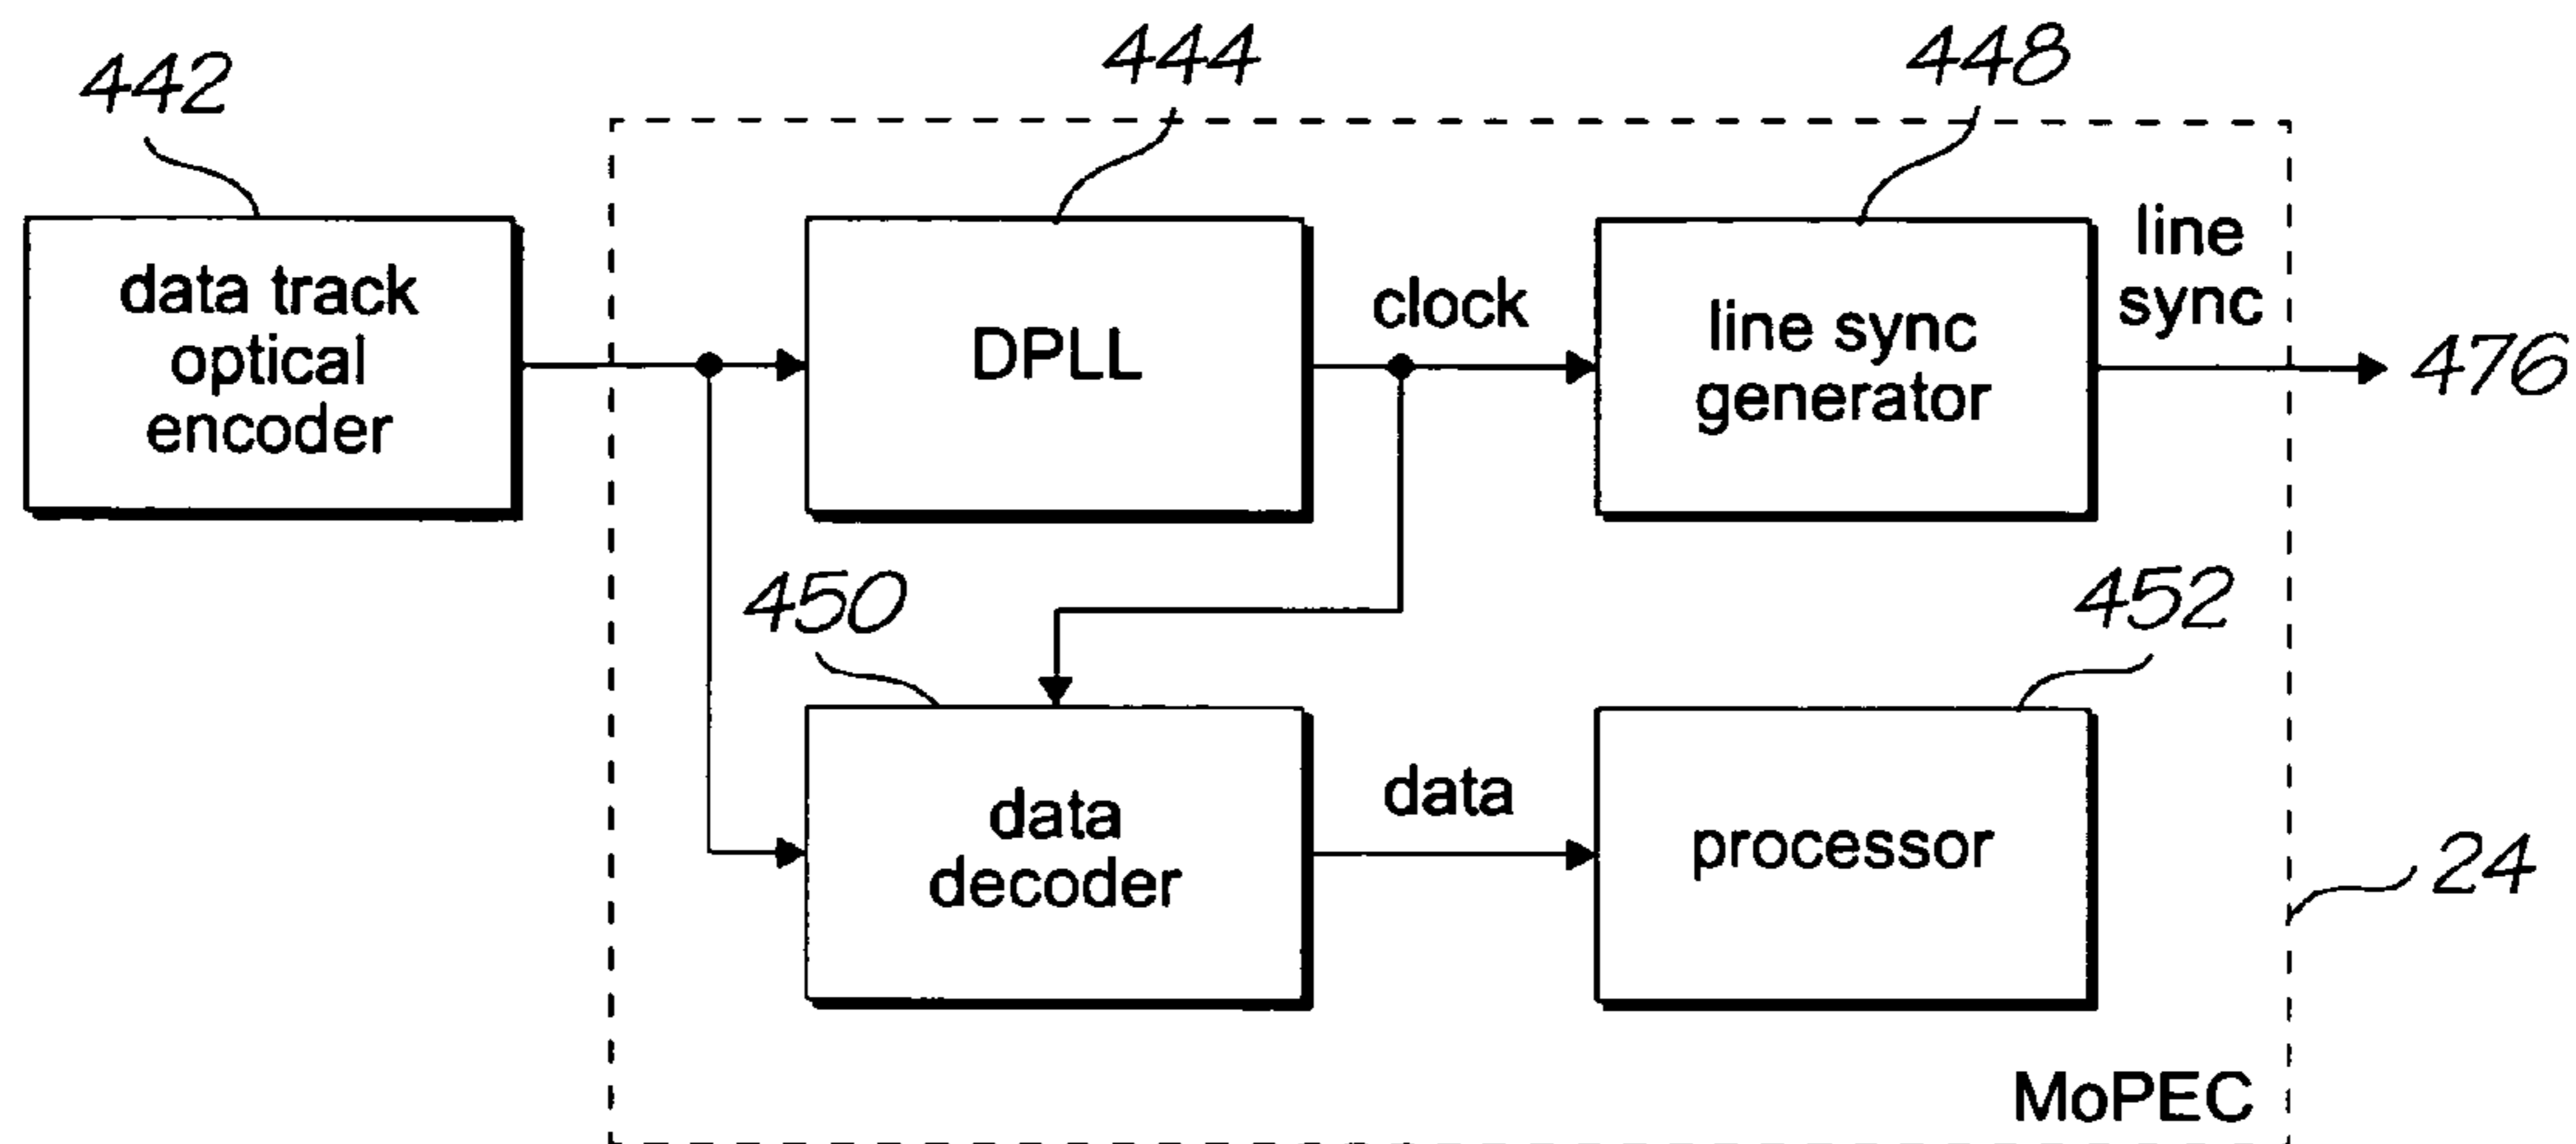 442
444
448
data track
optical
encoder
DPLL
clock
line sync
generator
line
sync
476
450
452
data
decoder
data
processor
24
MoPEC